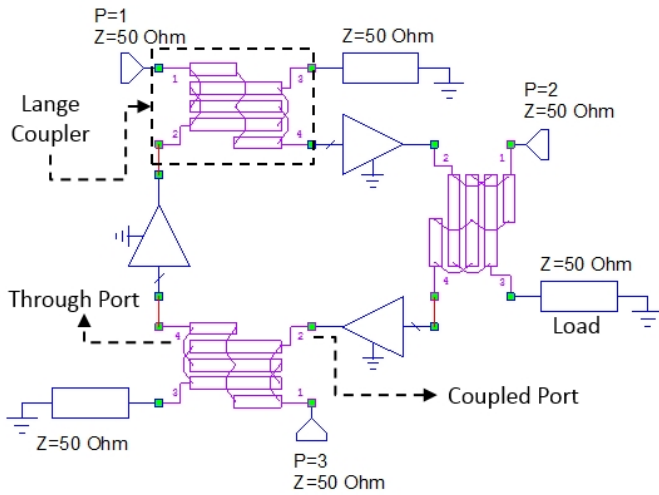 P=1
Z=50 Ohm
Z=50 Ohm
1
3
Lange
Coupler
2
4
P=2
Z=50 Ohm
2
1
4
3
Z=50 Ohm
Load
Through Port
4
2
3
1
Coupled Port
Z=50 Ohm
P=3
Z=50 Ohm